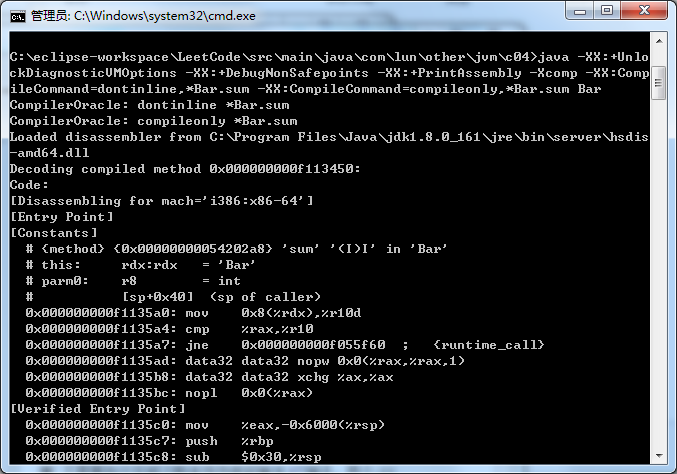 管理员: C:\Windows\system32\cmd.exe
C:\eclipse-workspace\LeetCode\src\main\java\com\lun\other\jvm\c04>java -XX:+Unlo
ckDiagnosticVMOptions -XX:+DebugNonSafepoints -XX:+PrintAssembly -Xcomp -XX:Comp
ileCommand=dontinline,*Bar.sum -XX:CompileCommand=compileonly,*Bar.sum Bar
CompilerOracle: dontinline *Bar.sum
CompilerOracle: compileonly *Bar.sum
Loaded disassembler from C:\Program Files\Java\jdk1.8.0_161\jre\bin\server\hsdis
-amd64.dll
Decoding compiled method 0x000000000f113450:
Code:
[Disassembling for mach='i386:x86-64']
[Entry Point]
[Constants]
  # {method} {0x00000000054202a8} 'sum' '(I)I' in 'Bar'
  # this:     rdx:rdx   = 'Bar'
  # parm0:    r8        = int
  #           [sp+0x40]  (sp of caller)
  0x000000000f1135a0: mov    0x8(%rdx),%r10d
  0x000000000f1135a4: cmp    %rax,%r10
  0x000000000f1135a7: jne    0x000000000f055f60  ;   {runtime_call}
  0x000000000f1135ad: data32 data32 nopw 0x0(%rax,%rax,1)
  0x000000000f1135b8: data32 data32 xchg %ax,%ax
  0x000000000f1135bc: nopl   0x0(%rax)
[Verified Entry Point]
  0x000000000f1135c0: mov    %eax,-0x6000(%rsp)
  0x000000000f1135c7: push   %rbp
  0x000000000f1135c8: sub    $0x30,%rsp